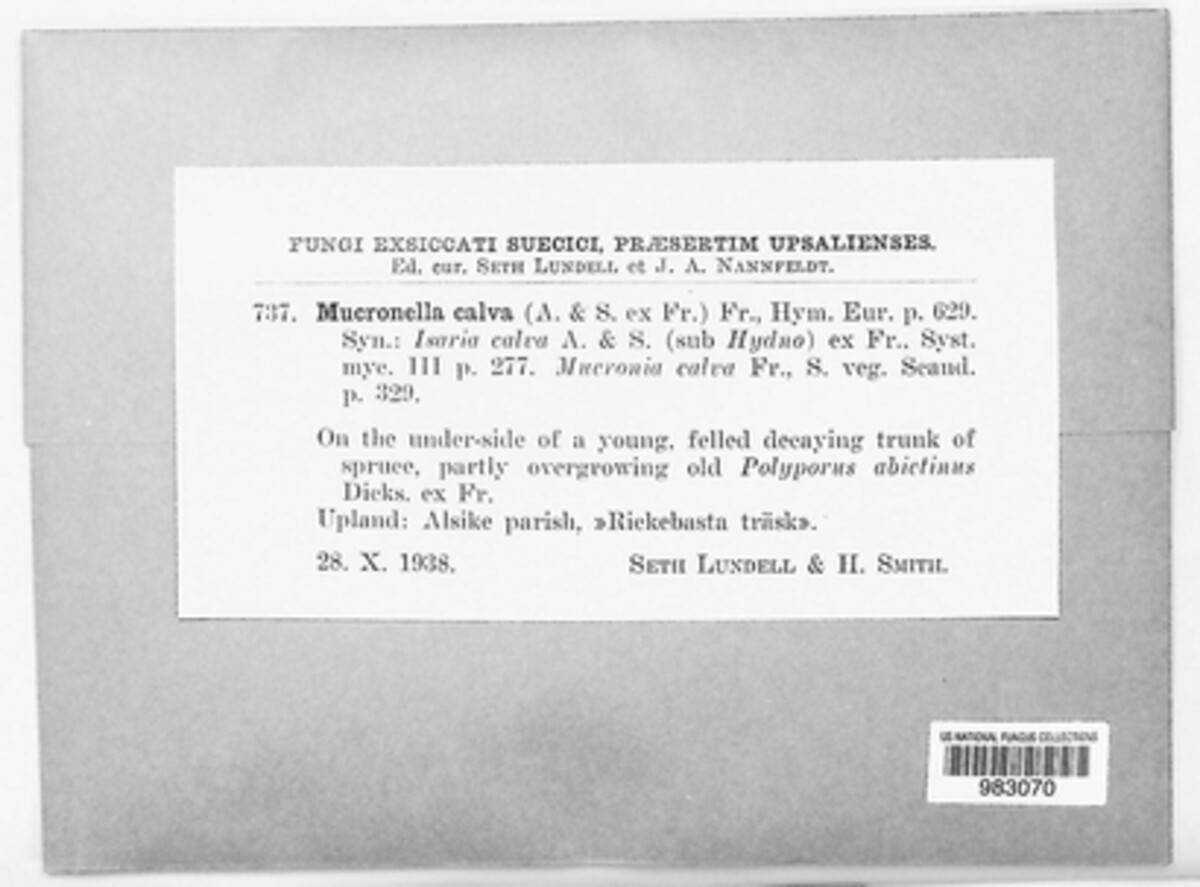 FUNGI EXSICCATI SUECICI, PRÆSERTIM UPSALIENSES.
Ed. cur. SETH LUNDELL et J. A. NANNFELDT.
737. Mucronella calva (A. & S. ex Fr.) Fr., Hym. Eur. p. 629.
Syn.: Isaria calva A. & S. (sub Hydno) ex Fr., Syst.
myc. III p. 277. Mucronia calva Fr., S. veg. Scand.
p. 329.
On the under-side of a young, felled decaying trunk of
spruce, partly overgrowing old Polyporus abietinus
Dicks. ex Fr.
Upland: Alsike parish, »Rickebasta träsk».
28. X. 1938. SETH LUNDELL & H. SMITH.
US NATIONAL FUNGUS COLLECTIONS
983070